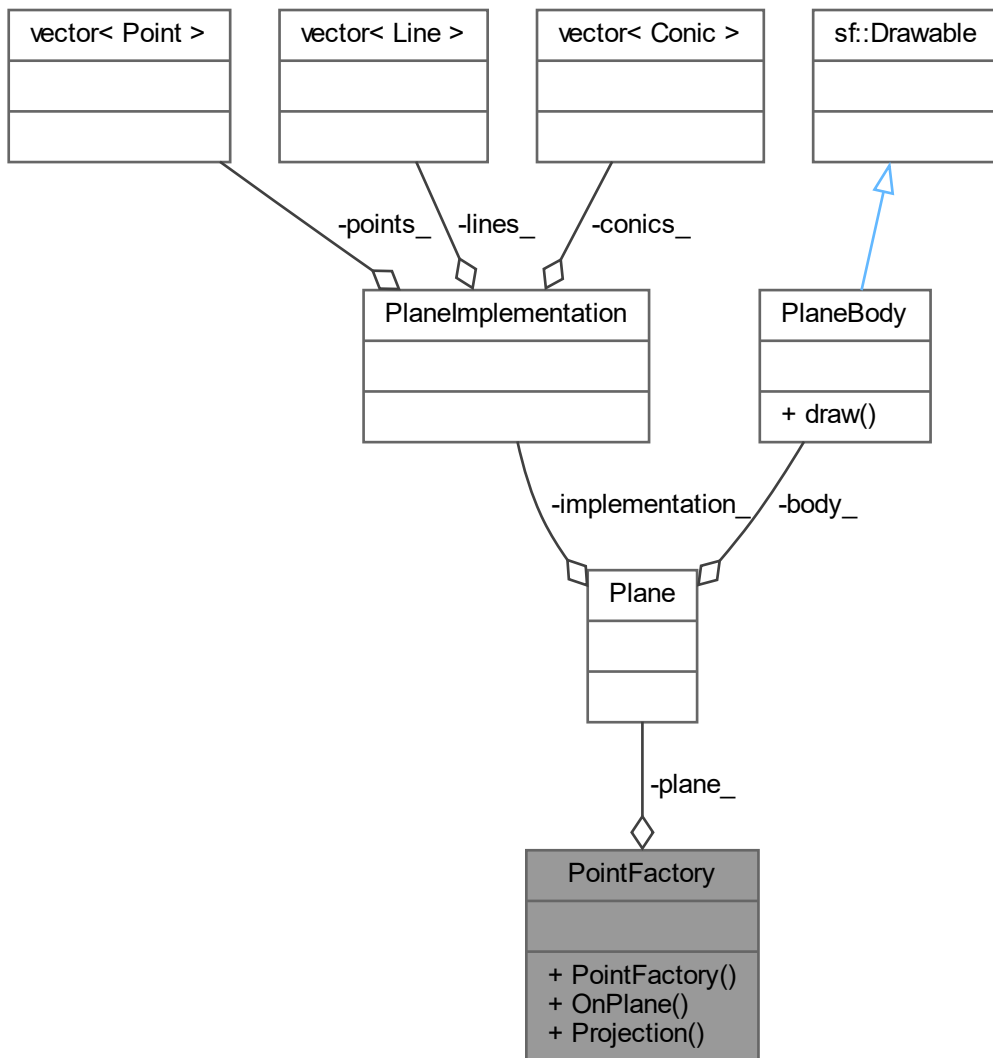 vector< Point >
vector< Line >
vector< Conic >
sf::Drawable
-points_
-lines_
-conics_
PlaneImplementation
PlaneBody
+ draw()
-implementation_
-body_
Plane
-plane_
PointFactory
+ PointFactory()
+ OnPlane()
+ Projection()